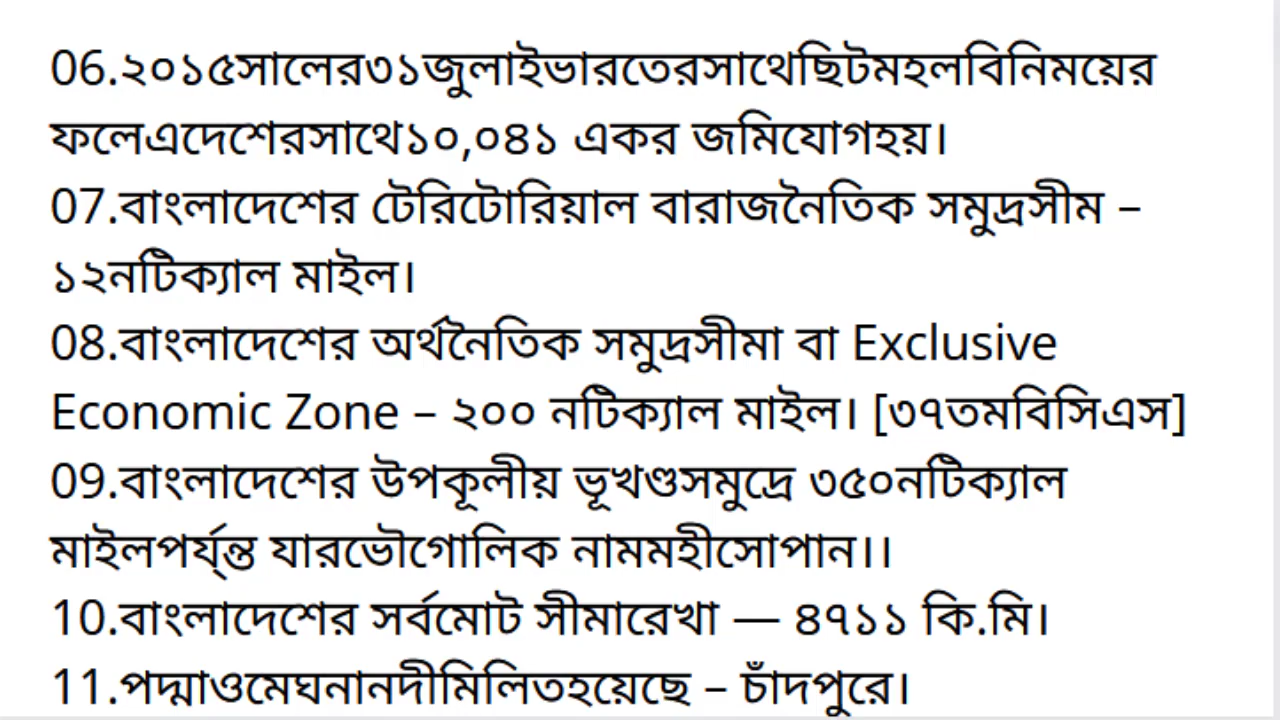 06.২০১৫সালের৩১জুলাইভারতেরসাথেছিটমহলবিনিময়ের
ফলেএদেশেরসাথে১০,০৪১ একর জমিযোগহয়।
07.বাংলাদেশের টেরিটোরিয়াল বারাজনৈতিক সমুদ্রসীম –
১২নটিক্যাল মাইল।
08.বাংলাদেশের অর্থনৈতিক সমুদ্রসীমা বা Exclusive
Economic Zone – ২০০ নটিক্যাল মাইল। [৩৭তমবিসিএস]
09.বাংলাদেশের উপকূলীয় ভূখণ্ডসমুদ্রে ৩৫০নটিক্যাল
মাইলপর্য্ন্ত যারভৌগোলিক নামমহীসোপান।।
10.বাংলাদেশের সর্বমোট সীমারেখা — ৪৭১১ কি.মি।
11.পদ্মাওমেঘনানদীমিলিতহয়েছে – চাঁদপুরে।